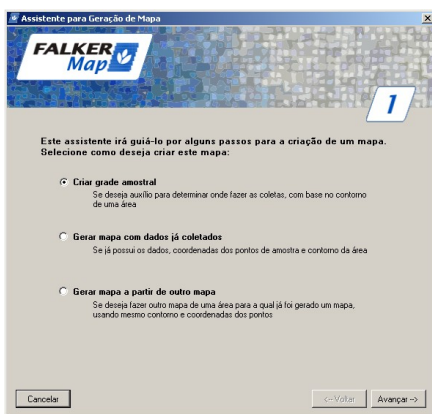 Assistente para Geração de Mapa
FALKER
Map
1
Este assistente irá guiá-lo por alguns passos para a criação de um mapa.
Selecione como deseja criar este mapa:
Criar grade amostral
Se deseja auxílio para determinar onde fazer as coletas, com base no contorno
de uma área
Gerar mapa com dados já coletados
Se já possui os dados, coordenadas dos pontos de amostra e contorno da área
Gerar mapa a partir de outro mapa
Se deseja fazer outro mapa de uma área para a qual já foi gerado um mapa,
usando mesmo contorno e coordenadas dos pontos
Cancelar
<-- Voltar
Avançar -->